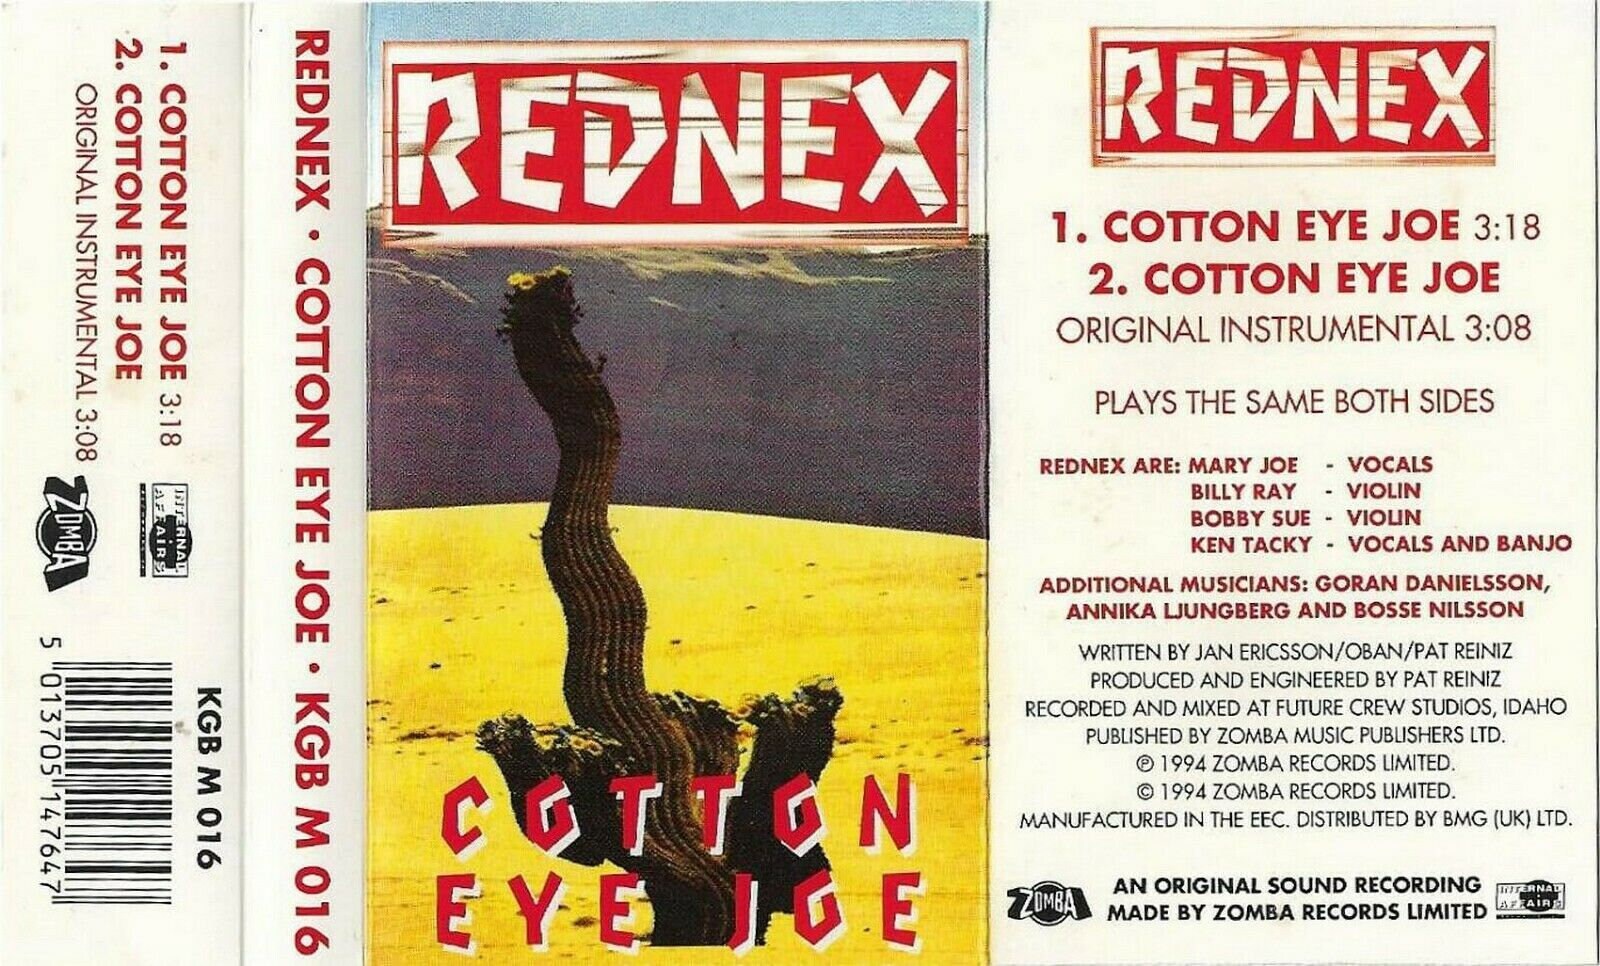 1. COTTON EYE JOE 3:18
2. COTTON EYE JOE
ORIGINAL INSTRUMENTAL 3:08
INTERNAL
AFFAIRS
ZOMBA
5 013705 147647
KGB M 016
REDNEX • COTTON EYE JOE • KGB M 016
REDNEX
COTTON
EYE JOE
REDNEX
1. COTTON EYE JOE 3:18
2. COTTON EYE JOE
ORIGINAL INSTRUMENTAL 3:08
PLAYS THE SAME BOTH SIDES
REDNEX ARE: MARY JOE - VOCALS
BILLY RAY - VIOLIN
BOBBY SUE - VIOLIN
KEN TACKY - VOCALS AND BANJO
ADDITIONAL MUSICIANS: GORAN DANIELSSON,
ANNIKA LJUNGBERG AND BOSSE NILSSON
WRITTEN BY JAN ERICSSON/OBAN/PAT REINIZ
PRODUCED AND ENGINEERED BY PAT REINIZ
RECORDED AND MIXED AT FUTURE CREW STUDIOS, IDAHO
PUBLISHED BY ZOMBA MUSIC PUBLISHERS LTD.
℗ 1994 ZOMBA RECORDS LIMITED.
© 1994 ZOMBA RECORDS LIMITED.
MANUFACTURED IN THE EEC. DISTRIBUTED BY BMG (UK) LTD.
ZOMBA
AN ORIGINAL SOUND RECORDING
MADE BY ZOMBA RECORDS LIMITED
INTERNAL
AFFAIRS